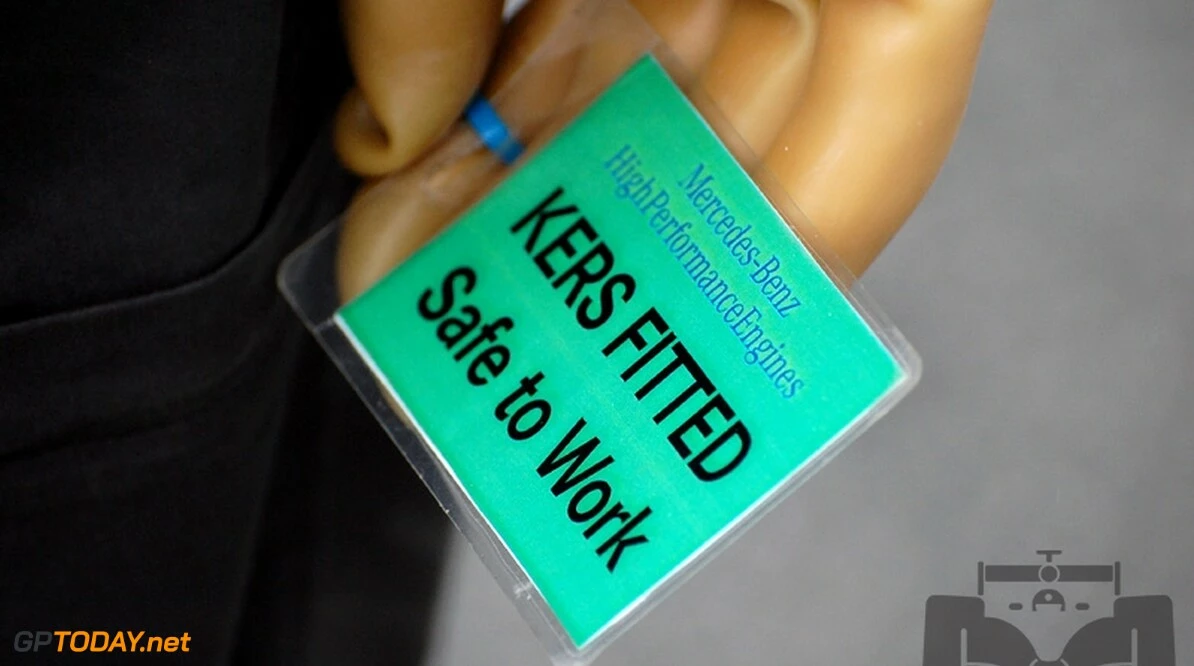 Mercedes-Benz
HighPerformanceEngines
KERS FITTED
Safe to Work
GPTODAY.net